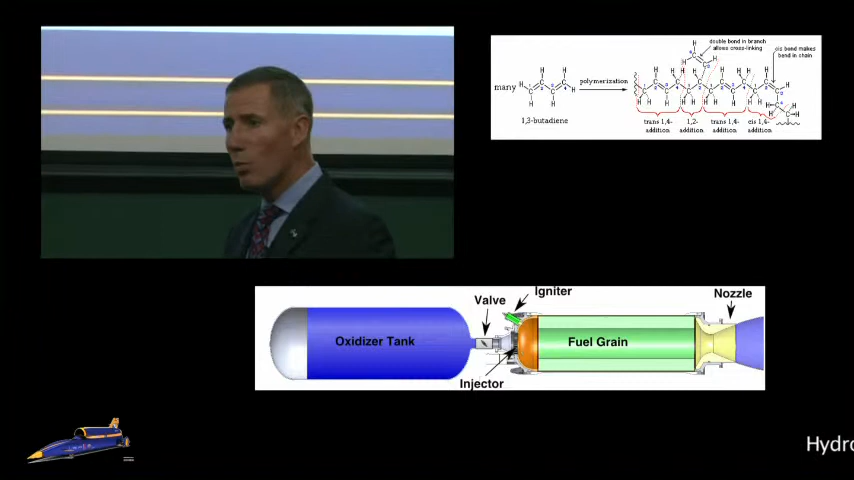 double bond in branch
allows cross-linking
cis bond makes
bend in chain
many
polymerization
1,3-butadiene
trans 1,4-
addition
1,2-
addition
trans 1,4-
addition
cis 1,4-
addition
Igniter
Valve
Nozzle
Oxidizer Tank
Fuel Grain
Injector
Hydro